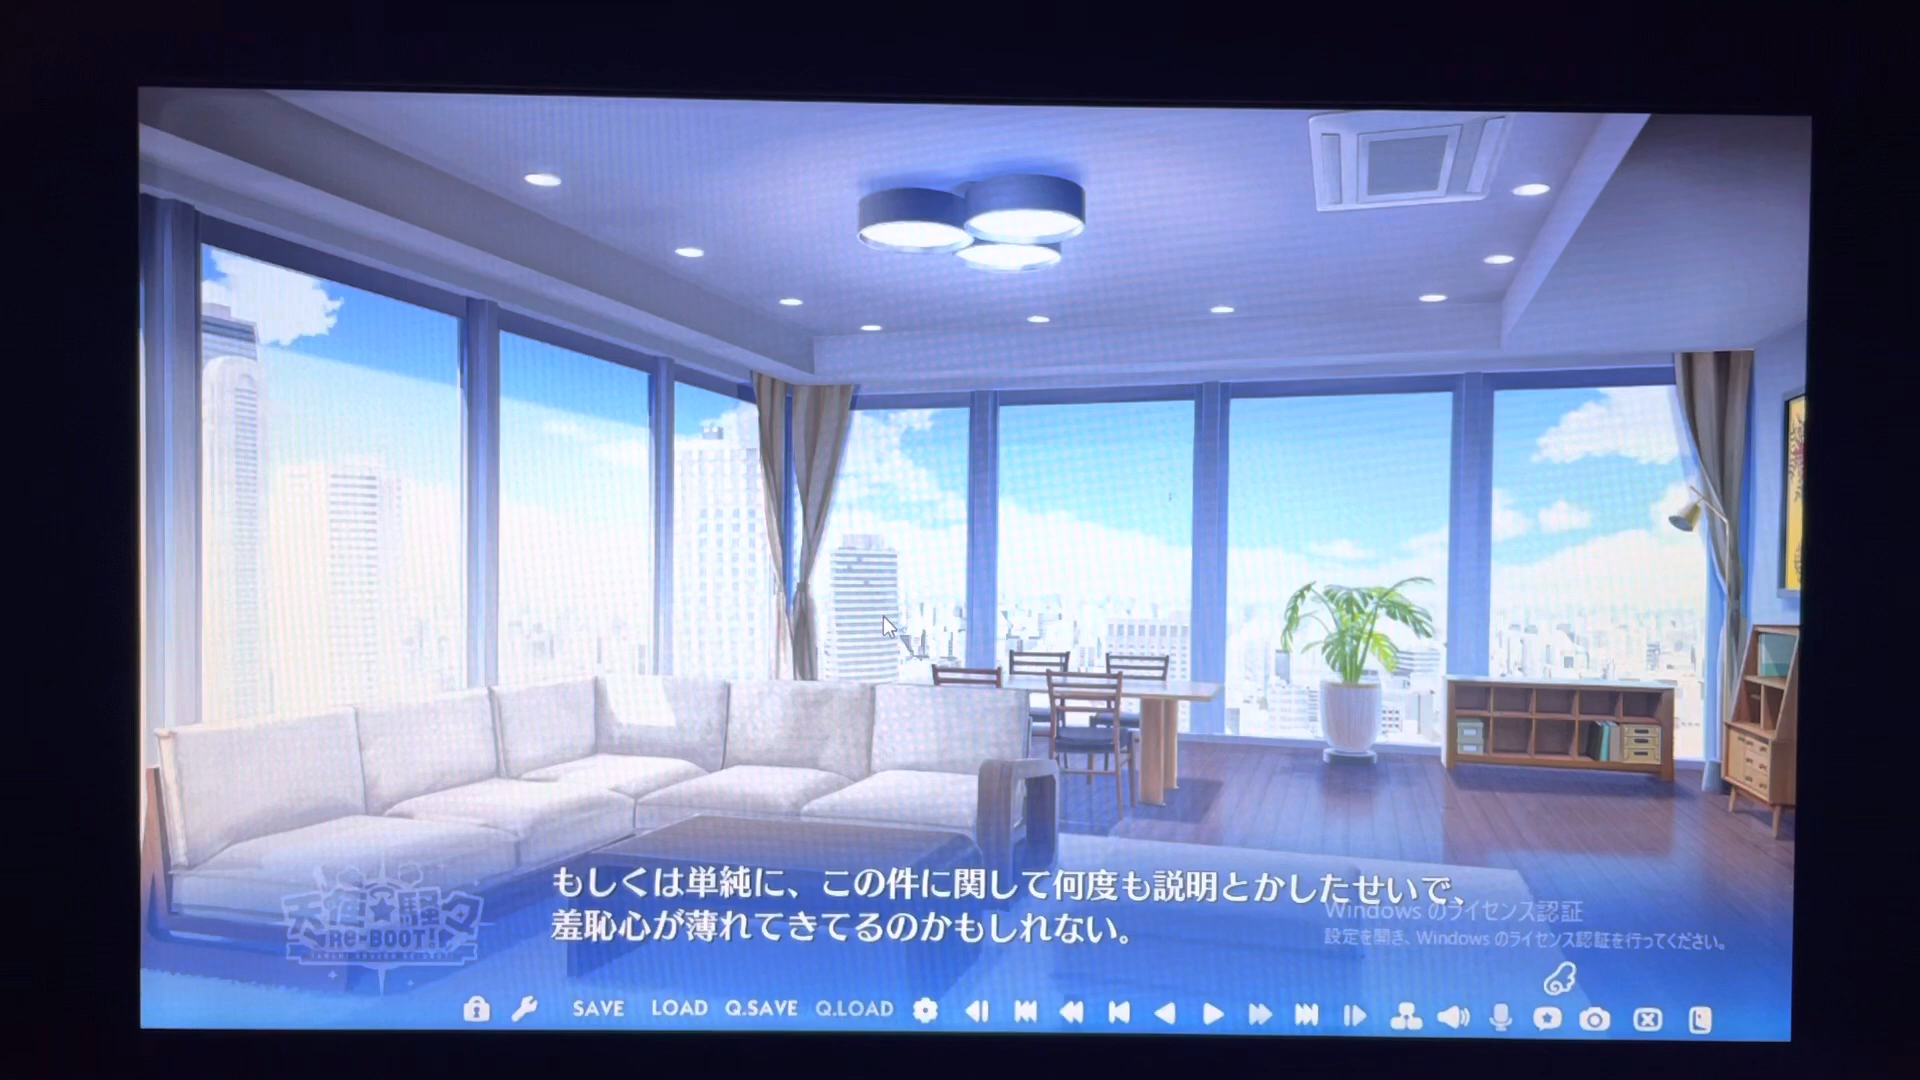 もしくは単純に、この件に関して何度も説明とかしたせいで、
羞恥心が薄れてきてるのかもしれない。
Windows のライセンス認証
設定を開き、Windows のライセンス認証を行ってください。
天使☆騒々
RE-BOOT!
SAVE LOAD Q.SAVE Q.LOAD